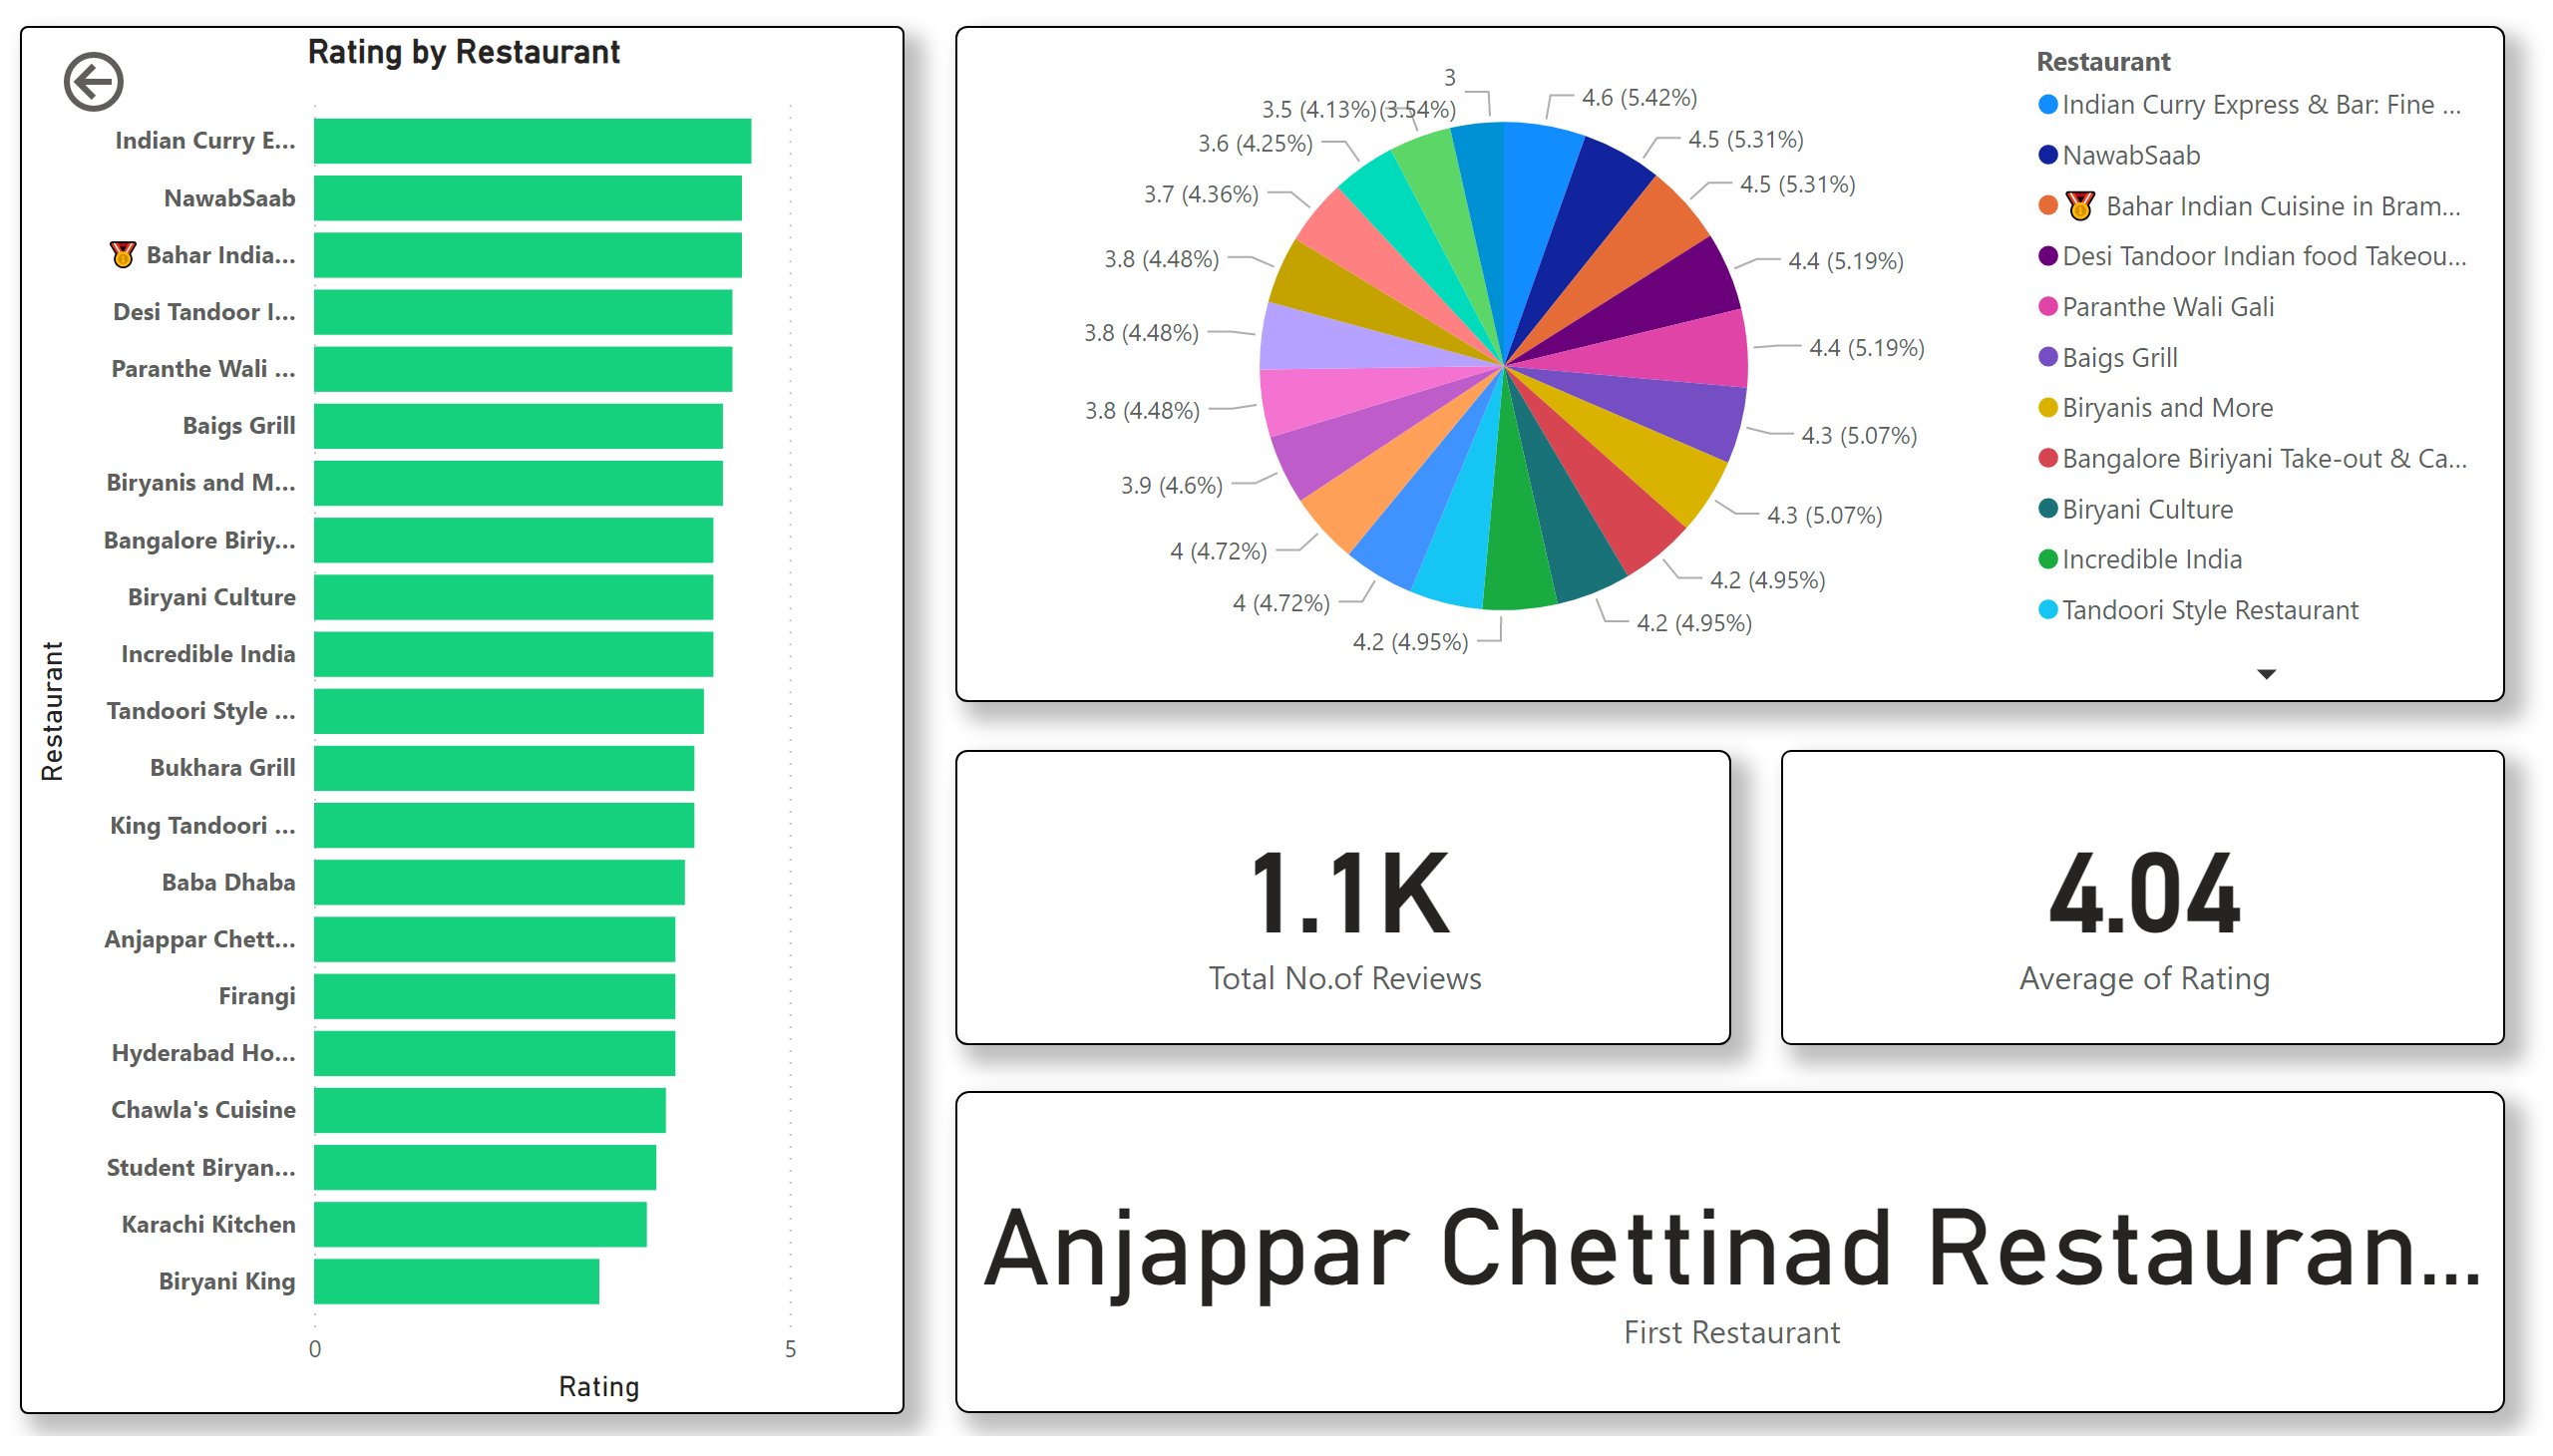 Rating by Restaurant
Indian Curry E...
NawabSaab
🏅 Bahar India...
Desi Tandoor I...
Paranthe Wali ...
Baigs Grill
Biryanis and M...
Bangalore Biriy...
Biryani Culture
Incredible India
Tandoori Style ...
Bukhara Grill
King Tandoori ...
Baba Dhaba
Anjappar Chett...
Firangi
Hyderabad Ho...
Chawla's Cuisine
Student Biryan...
Karachi Kitchen
Biryani King
Restaurant
0
5
Rating
3
(3.54%)
3.5 (4.13%)
3.6 (4.25%)
3.7 (4.36%)
3.8 (4.48%)
3.8 (4.48%)
3.8 (4.48%)
3.9 (4.6%)
4 (4.72%)
4 (4.72%)
4.2 (4.95%)
4.6 (5.42%)
4.5 (5.31%)
4.5 (5.31%)
4.4 (5.19%)
4.4 (5.19%)
4.3 (5.07%)
4.3 (5.07%)
4.2 (4.95%)
4.2 (4.95%)
Restaurant
Indian Curry Express & Bar: Fine ...
NawabSaab
🏅 Bahar Indian Cuisine in Bram...
Desi Tandoor Indian food Takeou...
Paranthe Wali Gali
Baigs Grill
Biryanis and More
Bangalore Biriyani Take-out & Ca...
Biryani Culture
Incredible India
Tandoori Style Restaurant
1.1K
Total No.of Reviews
4.04
Average of Rating
Anjappar Chettinad Restauran...
First Restaurant